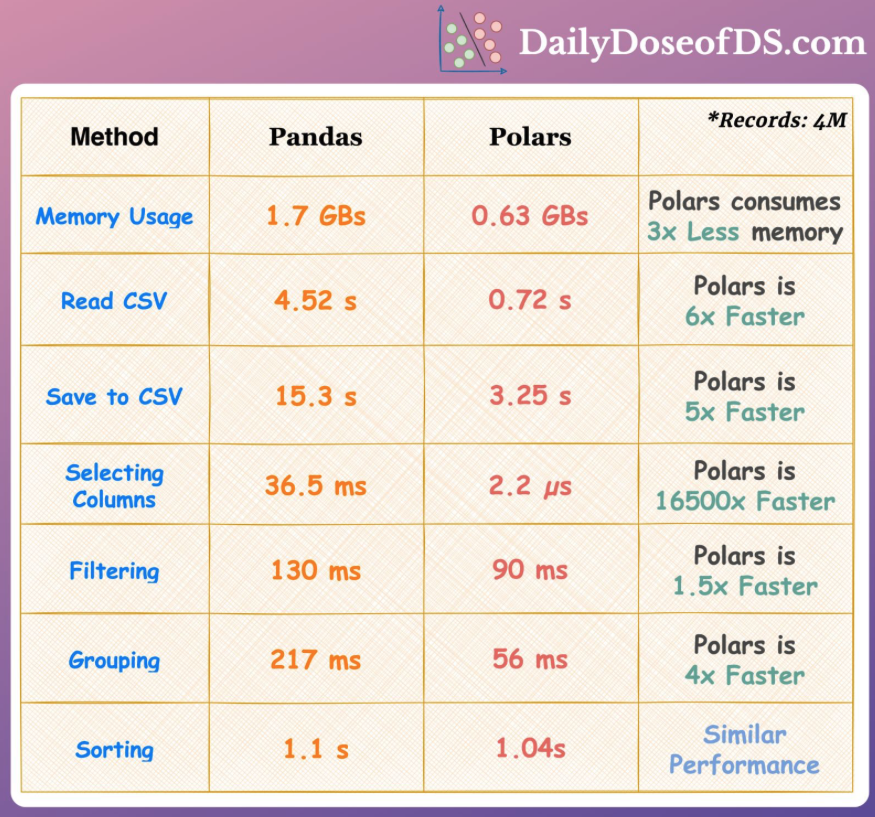 DailyDoseofDS.com
Method
Pandas
Polars
*Records: 4M
Memory Usage
1.7 GBs
0.63 GBs
Polars consumes
3x Less memory
Read CSV
4.52 s
0.72 s
Polars is
6x Faster
Save to CSV
15.3 s
3.25 s
Polars is
5x Faster
Selecting
Columns
36.5 ms
2.2 µs
Polars is
16500x Faster
Filtering
130 ms
90 ms
Polars is
1.5x Faster
Grouping
217 ms
56 ms
Polars is
4x Faster
Sorting
1.1 s
1.04s
Similar
Performance